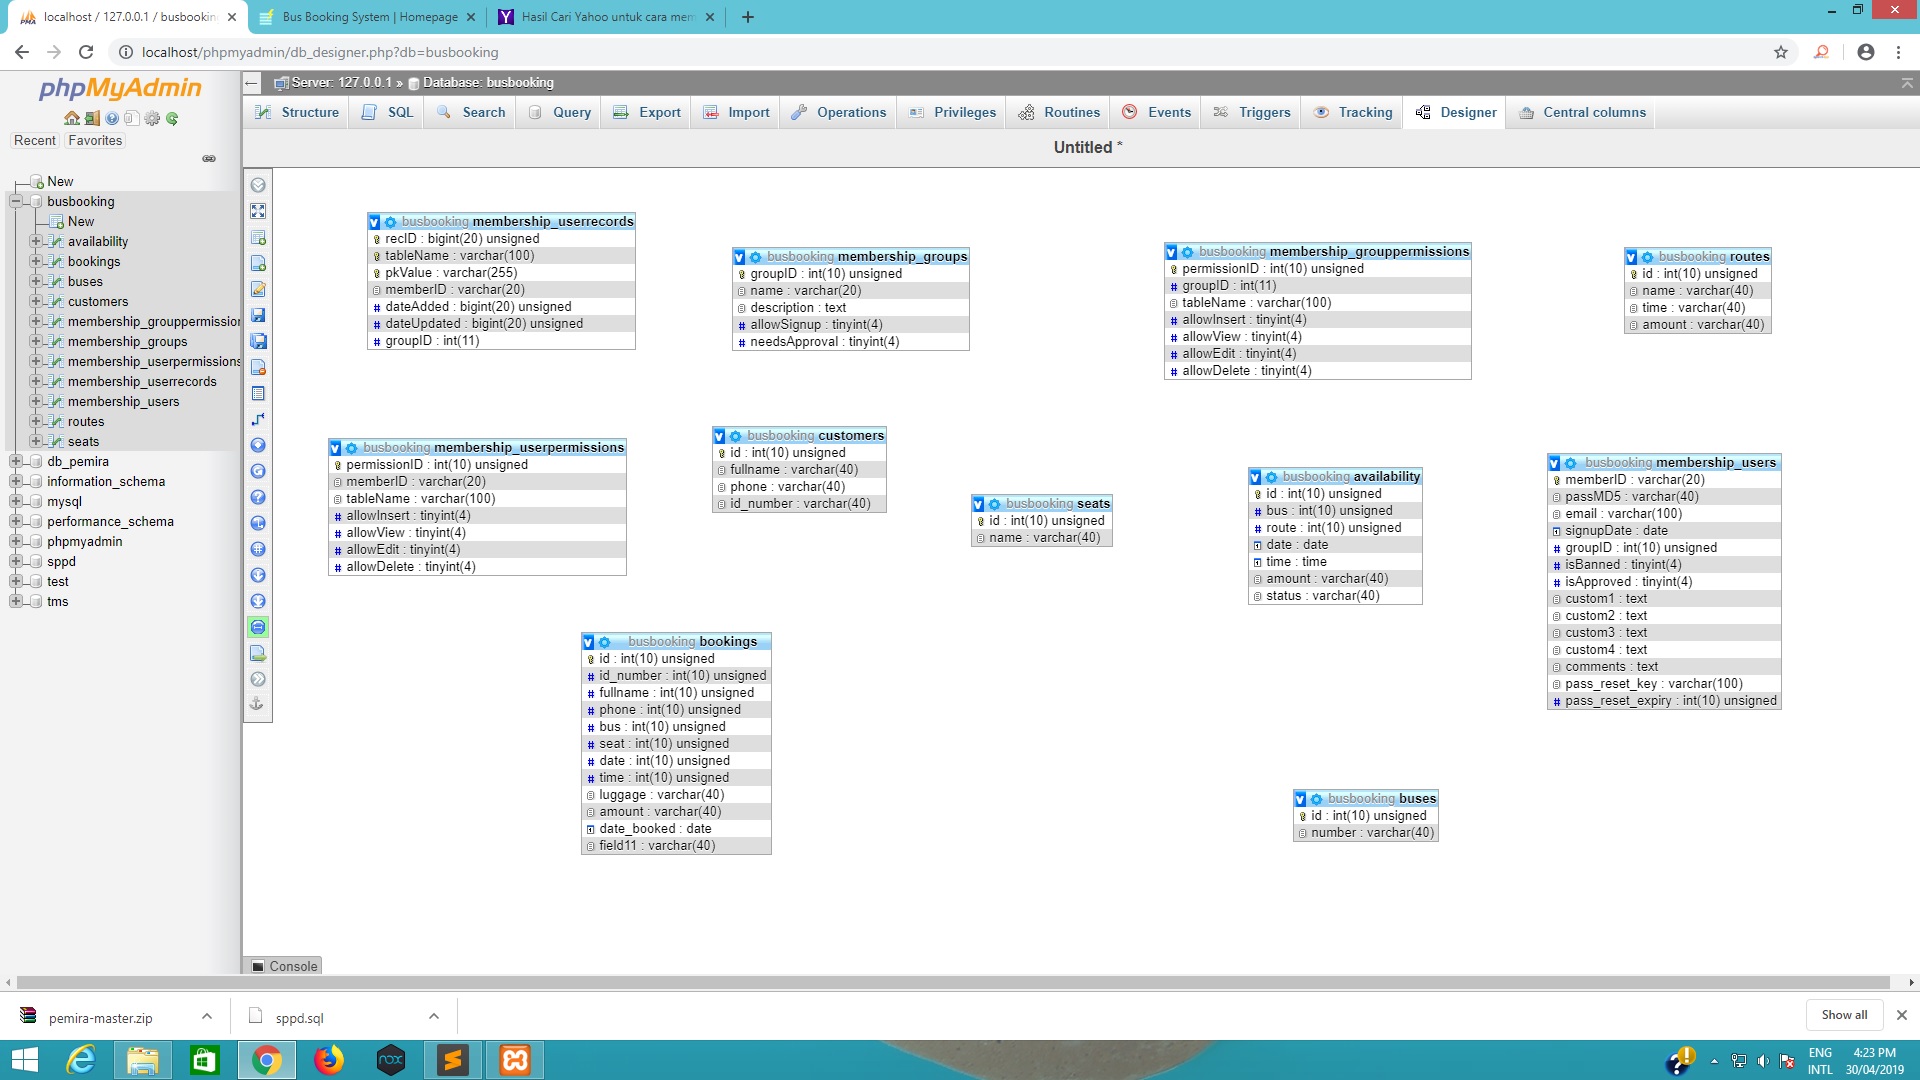 localhost / 127.0.0.1 / busbookin
Bus Booking System | Homepage
Hasil Cari Yahoo untuk cara mem
localhost/phpmyadmin/db_designer.php?db=busbooking
phpMyAdmin
Recent
Favorites
New
busbooking
New
availability
bookings
buses
customers
membership_grouppermission
membership_groups
membership_userpermissions
membership_userrecords
membership_users
routes
seats
db_pemira
information_schema
mysql
performance_schema
phpmyadmin
sppd
test
tms
Server: 127.0.0.1 » Database: busbooking
Structure
SQL
Search
Query
Export
Import
Operations
Privileges
Routines
Events
Triggers
Tracking
Designer
Central columns
Untitled *
busbooking membership_userrecords
recID : bigint(20) unsigned
tableName : varchar(100)
pkValue : varchar(255)
memberID : varchar(20)
dateAdded : bigint(20) unsigned
dateUpdated : bigint(20) unsigned
groupID : int(11)
busbooking membership_groups
groupID : int(10) unsigned
name : varchar(20)
description : text
allowSignup : tinyint(4)
needsApproval : tinyint(4)
busbooking membership_grouppermissions
permissionID : int(10) unsigned
groupID : int(11)
tableName : varchar(100)
allowInsert : tinyint(4)
allowView : tinyint(4)
allowEdit : tinyint(4)
allowDelete : tinyint(4)
busbooking routes
id : int(10) unsigned
name : varchar(40)
time : varchar(40)
amount : varchar(40)
busbooking membership_userpermissions
permissionID : int(10) unsigned
memberID : varchar(20)
tableName : varchar(100)
allowInsert : tinyint(4)
allowView : tinyint(4)
allowEdit : tinyint(4)
allowDelete : tinyint(4)
busbooking customers
id : int(10) unsigned
fullname : varchar(40)
phone : varchar(40)
id_number : varchar(40)
busbooking seats
id : int(10) unsigned
name : varchar(40)
busbooking availability
id : int(10) unsigned
bus : int(10) unsigned
route : int(10) unsigned
date : date
time : time
amount : varchar(40)
status : varchar(40)
busbooking membership_users
memberID : varchar(20)
passMD5 : varchar(40)
email : varchar(100)
signupDate : date
groupID : int(10) unsigned
isBanned : tinyint(4)
isApproved : tinyint(4)
custom1 : text
custom2 : text
custom3 : text
custom4 : text
comments : text
pass_reset_key : varchar(100)
pass_reset_expiry : int(10) unsigned
busbooking bookings
id : int(10) unsigned
id_number : int(10) unsigned
fullname : int(10) unsigned
phone : int(10) unsigned
bus : int(10) unsigned
seat : int(10) unsigned
date : int(10) unsigned
time : int(10) unsigned
luggage : varchar(40)
amount : varchar(40)
date_booked : date
field11 : varchar(40)
busbooking buses
id : int(10) unsigned
number : varchar(40)
Console
pemira-master.zip
sppd.sql
Show all
nox
ENG
INTL
4:23 PM
30/04/2019